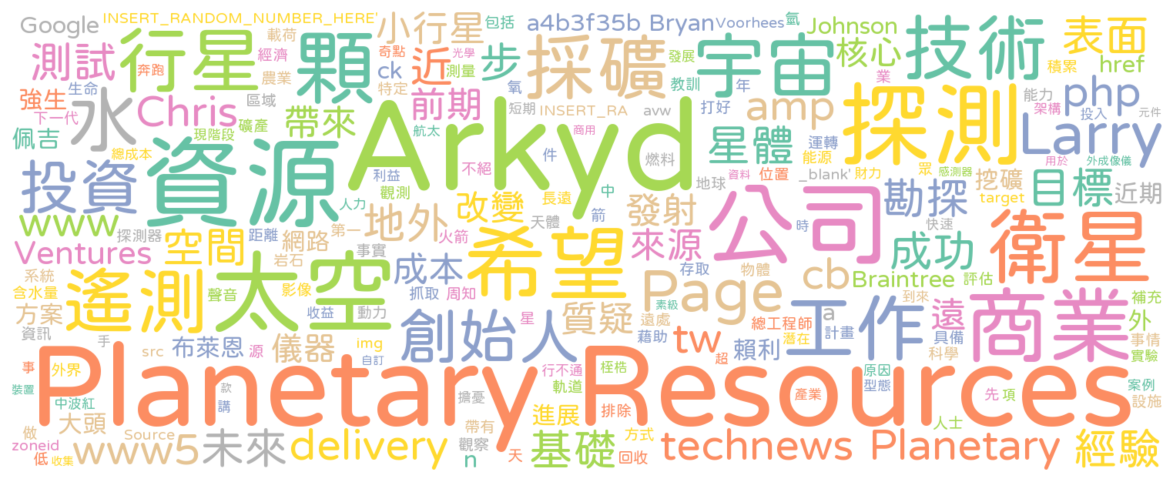 Google
INSERT_RANDOM_NUMBER_HERE'
小行星
包括
a4b3f35b Bryan
Voorhees
氫
Johnson
技術
表面
載荷
經濟
奇點
光學
發展
核心
href
測試
行星
顆
近
步
採礦
宇宙
積累
奔跑
生命
農業
ck
特定
測量
教訓
年
業
強生
下一代
水
Chris
區域
礦產
帶來
前期
氧
短期
INSERT_RA
avw
打好
amp
探測
能力
架構
php
投入
元件
佩吉
現階段
航太
商用
星體
運轉
能源
眾
Larry
總成本
投資
資源
Arkyd
利益
觀測
不絕
件
燃料
資料
位置
_blank'
財力
感測器
用於
外成像儀
人力
長遠
中
地球
勘探
挖礦
target
目標
近期
www
探測器
第一
地外
改變
箭
發射
公司
時
快速
衛星
Ventures
空間
距離
網路
事實
火箭
天體
希望
來源
成功
岩石
系統
含水量
遙測
聲音
影像
太空
成本
抓取
周知
存取
物體
cb
Braintree
評估
方案
收益
動力
星
Page
素級
到來
補充
資訊
手
創始人
質疑
遠處
藉助
總工程師
潛在
a
計畫
工作
遠
具備
科學
商業
外
事情
實驗
src
布萊恩
源
儀器
img
自訂
tw
超
賴利
事
外界
Planetary Resources
行不通
軌道
桎梏
原因
型態
案例
裝置
中波紅
款
講
產業
先
項
設施
做
大頭
帶有
擴憂
進展
排除
人士
zoneid
低
收集
www5
Source
未來
delivery
觀察
n
天
基礎
方式
回收
technews Planetary
經驗